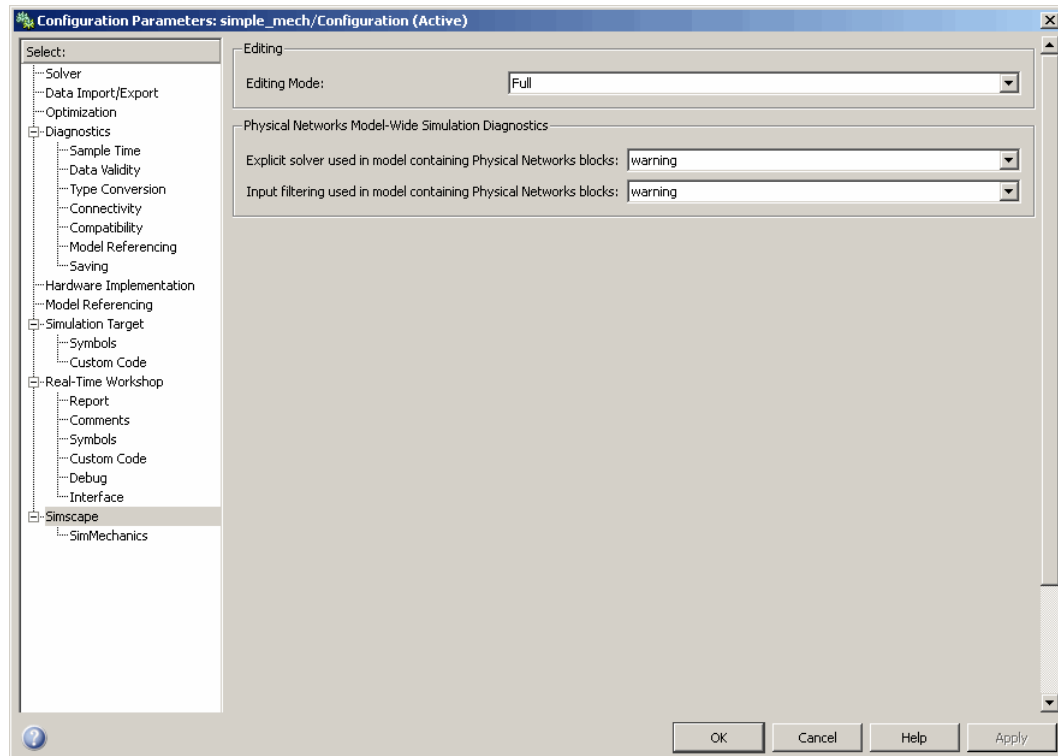 Configuration Parameters: simple_mech/Configuration (Active)
Select:
Solver
Data Import/Export
Optimization
Diagnostics
Sample Time
Data Validity
Type Conversion
Connectivity
Compatibility
Model Referencing
Saving
Hardware Implementation
Model Referencing
Simulation Target
Symbols
Custom Code
Real-Time Workshop
Report
Comments
Symbols
Custom Code
Debug
Interface
Simscape
SimMechanics
Editing
Editing Mode: Full
Physical Networks Model-Wide Simulation Diagnostics
Explicit solver used in model containing Physical Networks blocks: warning
Input filtering used in model containing Physical Networks blocks: warning
OK Cancel Help Apply